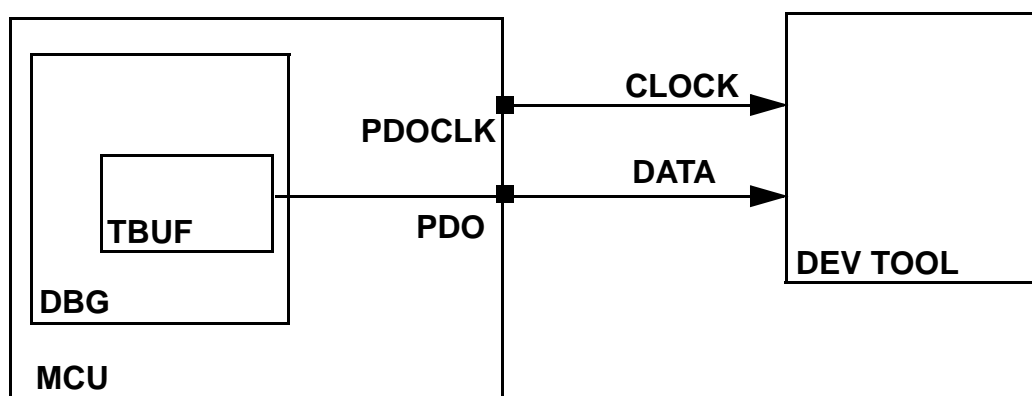 CLOCK
PDOCLK
DATA
TBUF
PDO
DEV TOOL
DBG
MCU